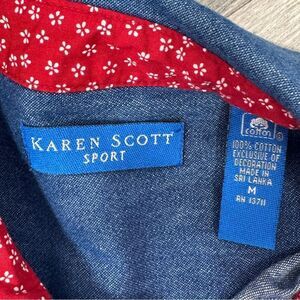 KAREN SCOTT
SPORT
cotton
100% COTTON
EXCLUSIVE OF
DECORATION
MADE IN
SRI LANKA
M
RN 13711